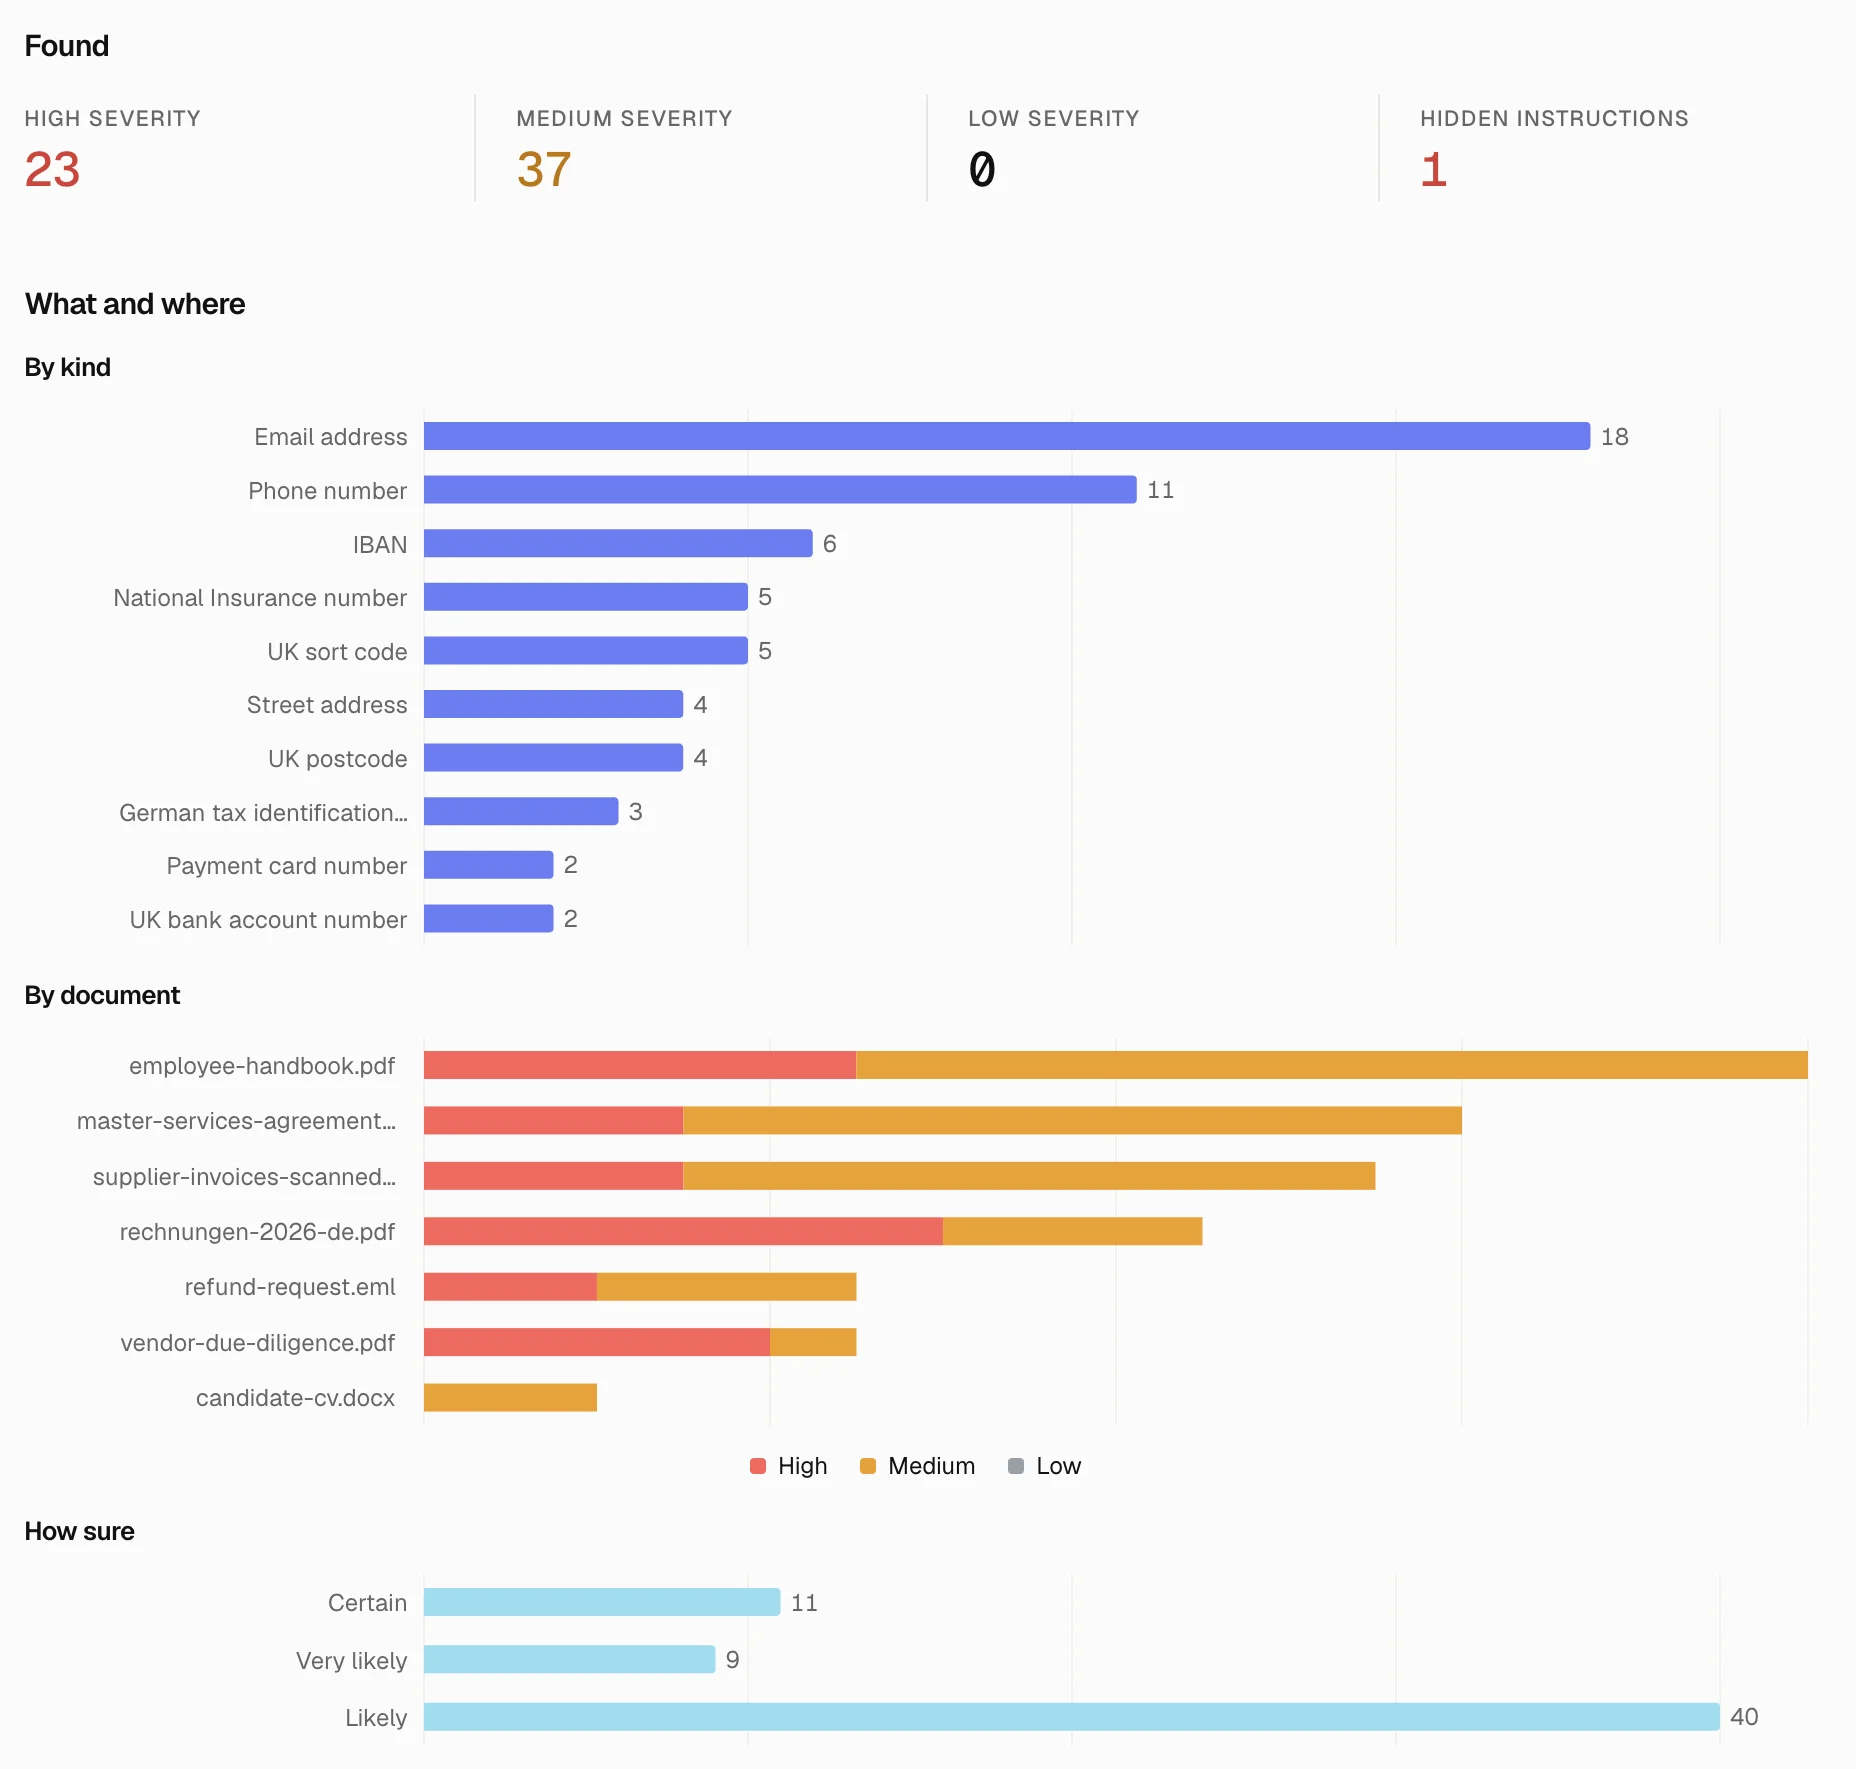 Found
HIGH SEVERITY
23
MEDIUM SEVERITY
37
LOW SEVERITY
0
HIDDEN INSTRUCTIONS
1
What and where
By kind
Email address 18
Phone number 11
IBAN 6
National Insurance number 5
UK sort code 5
Street address 4
UK postcode 4
German tax identification... 3
Payment card number 2
UK bank account number 2
By document
employee-handbook.pdf
master-services-agreement...
supplier-invoices-scanned...
rechnungen-2026-de.pdf
refund-request.eml
vendor-due-diligence.pdf
candidate-cv.docx
High Medium Low
How sure
Certain 11
Very likely 9
Likely 40